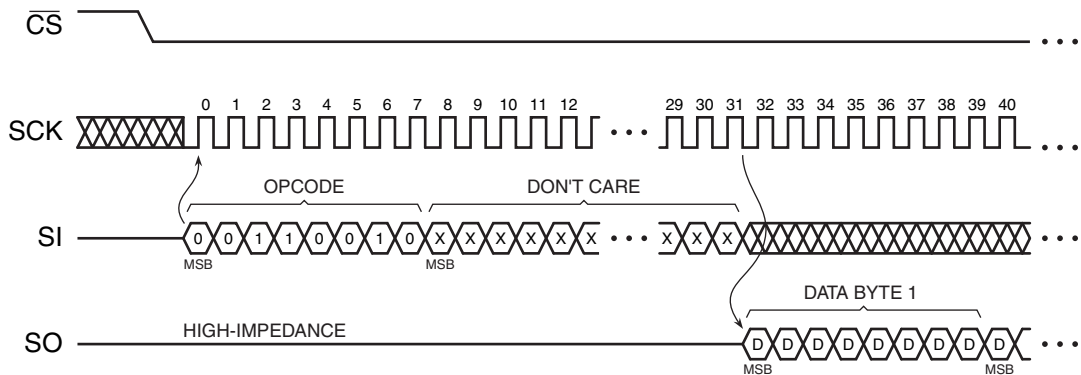 CS
SCK 0 1 2 3 4 5 6 7 8 9 10 11 12 29 30 31 32 33 34 35 36 37 38 39 40
OPCODE DON'T CARE
SI 0 0 1 1 0 0 1 0 X X X X X X X X X
MSB MSB
DATA BYTE 1
HIGH-IMPEDANCE
SO D D D D D D D D D
MSB MSB